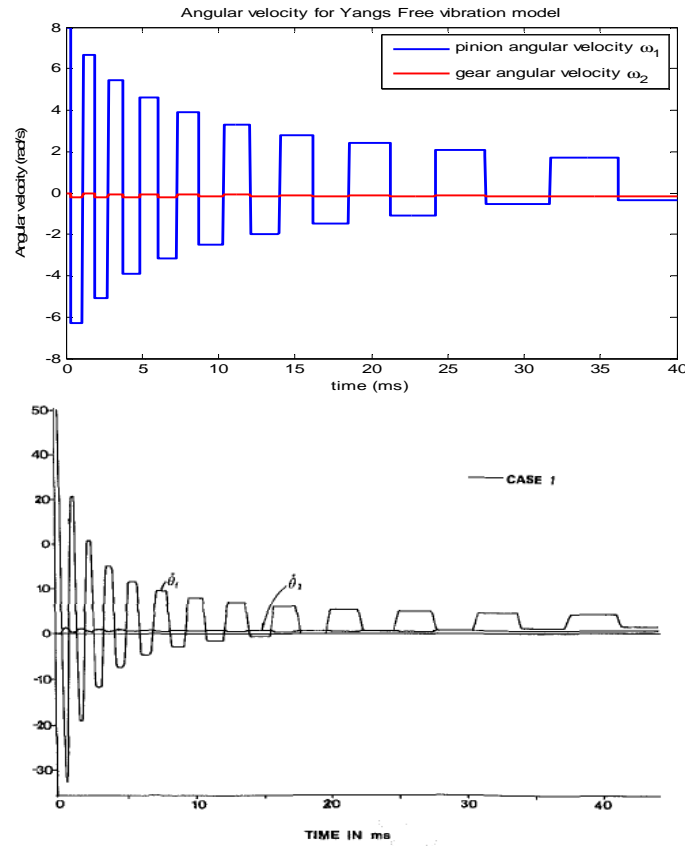 Angular velocity for Yangs Free vibration model
8
6
4
2
0
-2
-4
-6
-8
Angular velocity (rad/s)
pinion angular velocity ω1
gear angular velocity ω2
0 5 10 15 20 25 30 35 40
time (ms)
50
40
20
0
10
0
-10
-20
-30
CASE 1
θ̇1
θ̇2
0 10 20 30 40
TIME IN ms